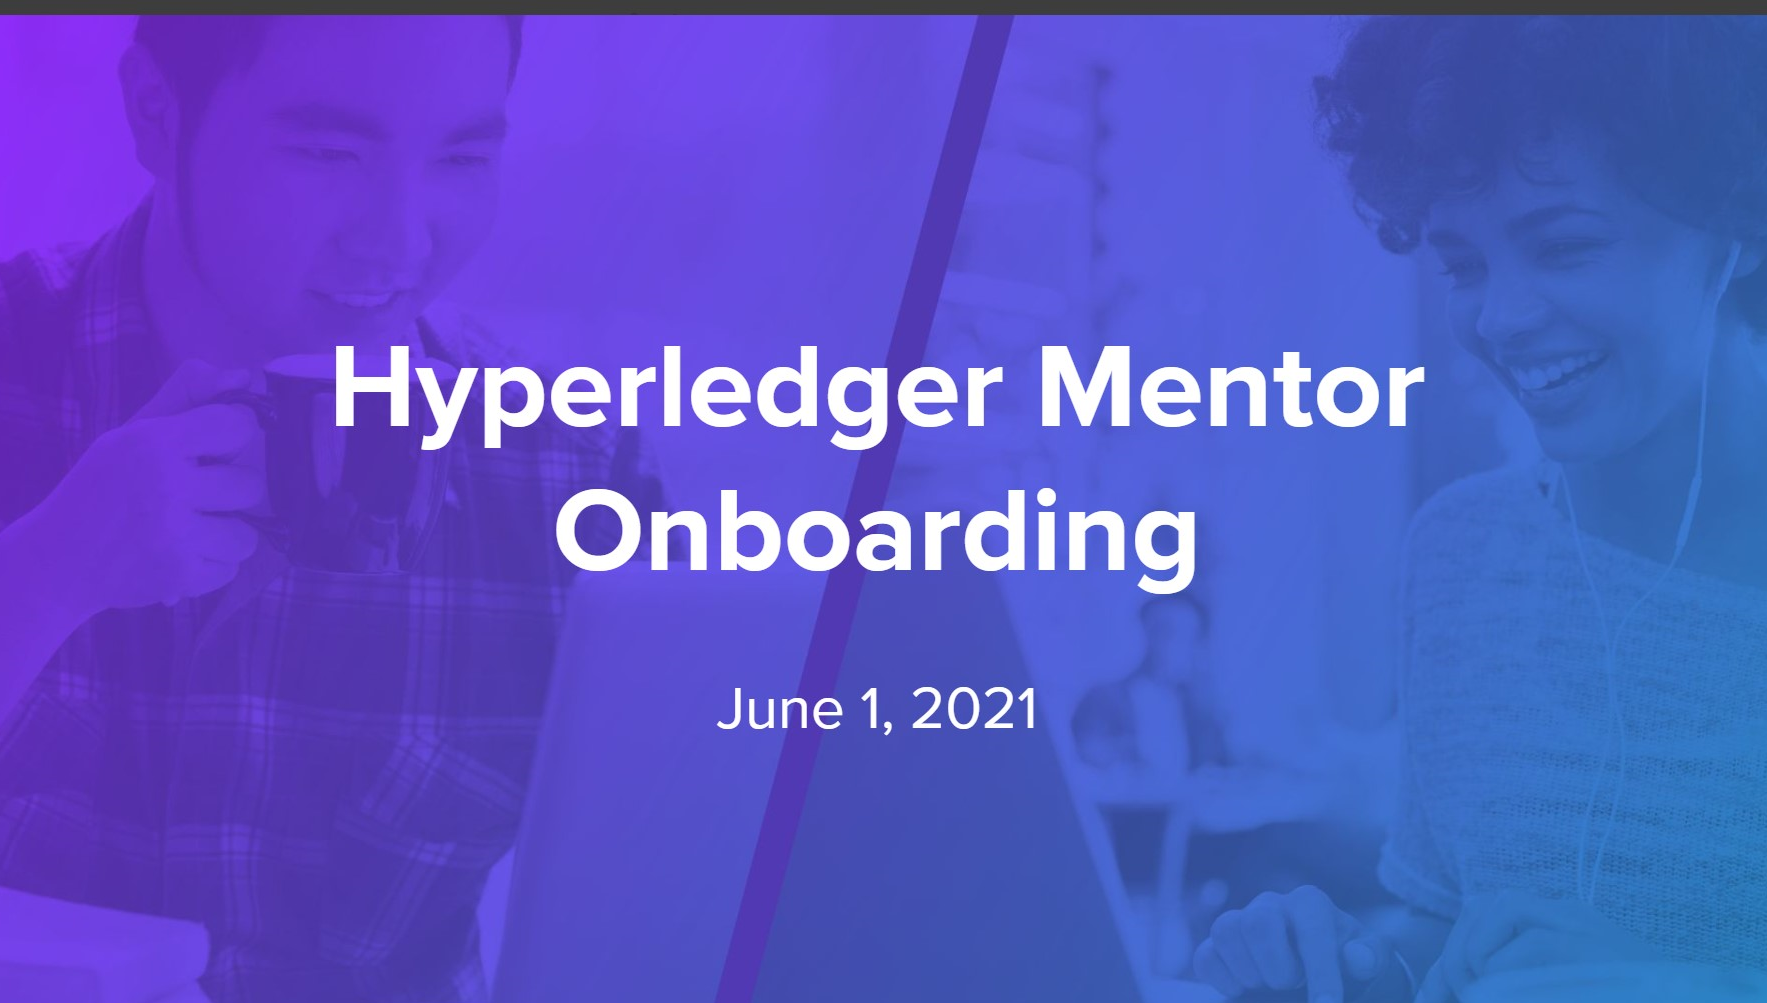 Hyperledger Mentor
Onboarding
June 1, 2021